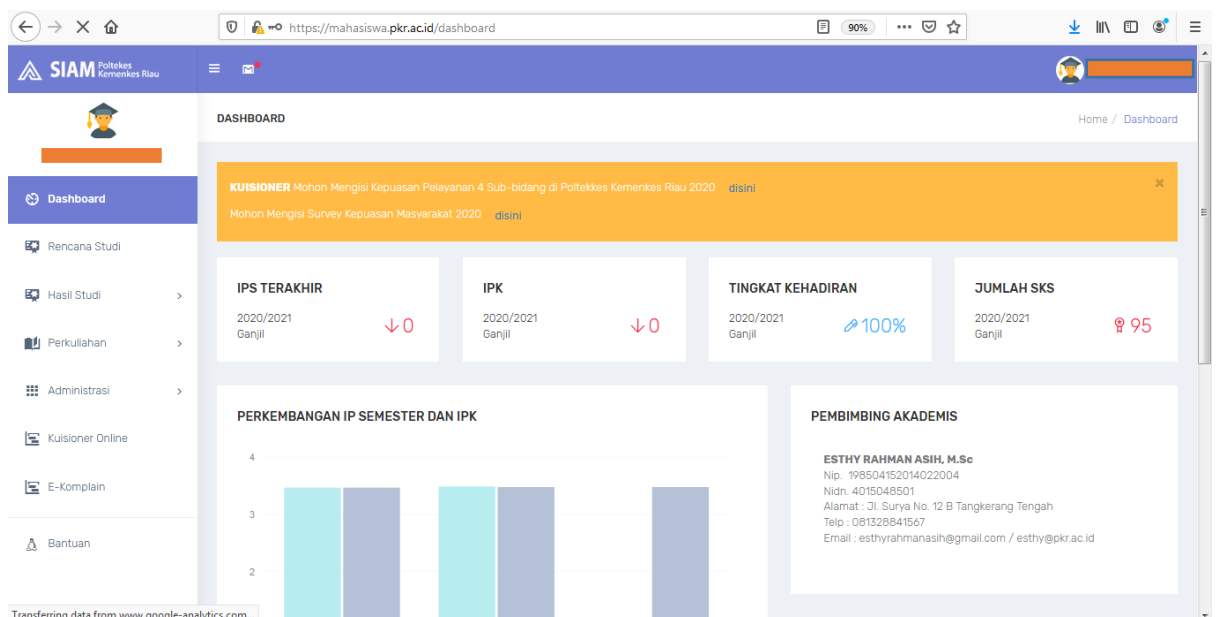 https://mahasiswa.pkr.ac.id/dashboard
90%
SIAM Poltekes Kemenkes Riau
DASHBOARD
Home / Dashboard
KUISIONER Mohon Mengisi Kepuasan Pelayanan 4 Sub-bidang di Poltekkes Kemenkes Riau 2020 disini
Mohon Mengisi Survey Kepuasan Masyarakat 2020 disini
Dashboard
Rencana Studi
Hasil Studi
Perkuliahan
Administrasi
Kuisioner Online
E-Komplain
Bantuan
IPS TERAKHIR
2020/2021
Ganjil
0
IPK
2020/2021
Ganjil
0
TINGKAT KEHADIRAN
2020/2021
Ganjil
100%
JUMLAH SKS
2020/2021
Ganjil
95
PERKEMBANGAN IP SEMESTER DAN IPK
4
3
2
PEMBIMBING AKADEMIS
ESTHY RAHMAN ASIH, M.Sc
Nip. 198504152014022004
Nidn. 4015048501
Alamat : Jl. Surya No. 12 B Tangkerang Tengah
Telp : 081328841567
Email : esthyrahmanasih@gmail.com / esthy@pkr.ac.id
Transferring data from www.google-analytics.com